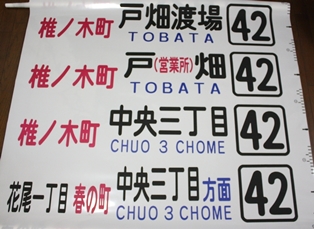 椎ノ木町 戸畑渡場 42
TOBATA
椎ノ木町 戸(営業所)畑 42
TOBATA
椎ノ木町 中央三丁目 42
CHUO 3 CHOME
花尾一丁目 春の町 中央三丁目方面 42
CHUO 3 CHOME